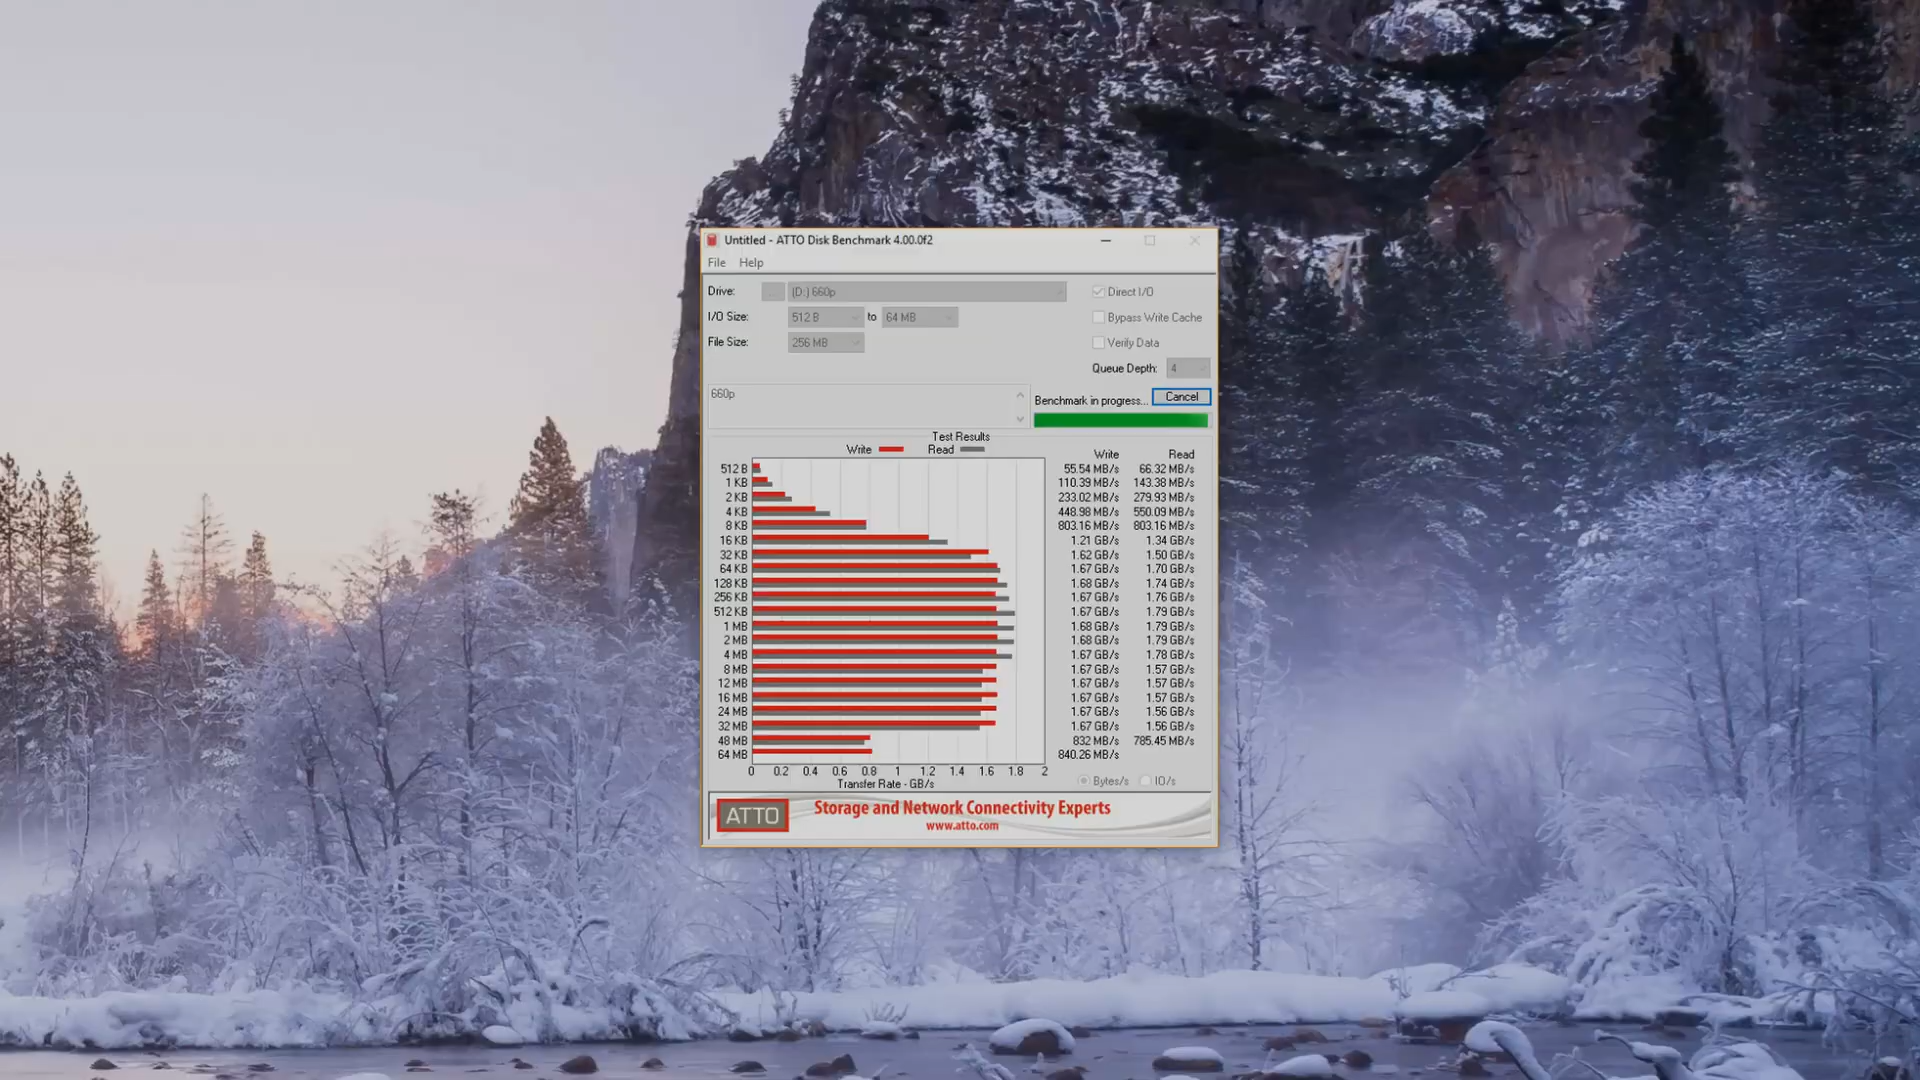 Untitled - ATTO Disk Benchmark 4.00.0f2
File Help
Drive: ... (D:) 660p Direct I/O
I/O Size: 512 B to 64 MB Bypass Write Cache
File Size: 256 MB Verify Data
Queue Depth: 4
660p Benchmark in progress... Cancel
Test Results
Write Read Write Read
512 B 55.54 MB/s 66.32 MB/s
1 KB 110.39 MB/s 143.38 MB/s
2 KB 233.02 MB/s 279.93 MB/s
4 KB 448.98 MB/s 550.09 MB/s
8 KB 803.16 MB/s 803.16 MB/s
16 KB 1.21 GB/s 1.34 GB/s
32 KB 1.62 GB/s 1.50 GB/s
64 KB 1.67 GB/s 1.70 GB/s
128 KB 1.68 GB/s 1.74 GB/s
256 KB 1.67 GB/s 1.76 GB/s
512 KB 1.67 GB/s 1.79 GB/s
1 MB 1.68 GB/s 1.79 GB/s
2 MB 1.68 GB/s 1.79 GB/s
4 MB 1.67 GB/s 1.78 GB/s
8 MB 1.67 GB/s 1.57 GB/s
12 MB 1.67 GB/s 1.57 GB/s
16 MB 1.67 GB/s 1.57 GB/s
24 MB 1.67 GB/s 1.56 GB/s
32 MB 1.67 GB/s 1.56 GB/s
48 MB 832 MB/s 785.45 MB/s
64 MB 840.26 MB/s
0 0.2 0.4 0.6 0.8 1 1.2 1.4 1.6 1.8 2
Transfer Rate - GB/s Bytes/s IO/s
ATTO Storage and Network Connectivity Experts
www.atto.com